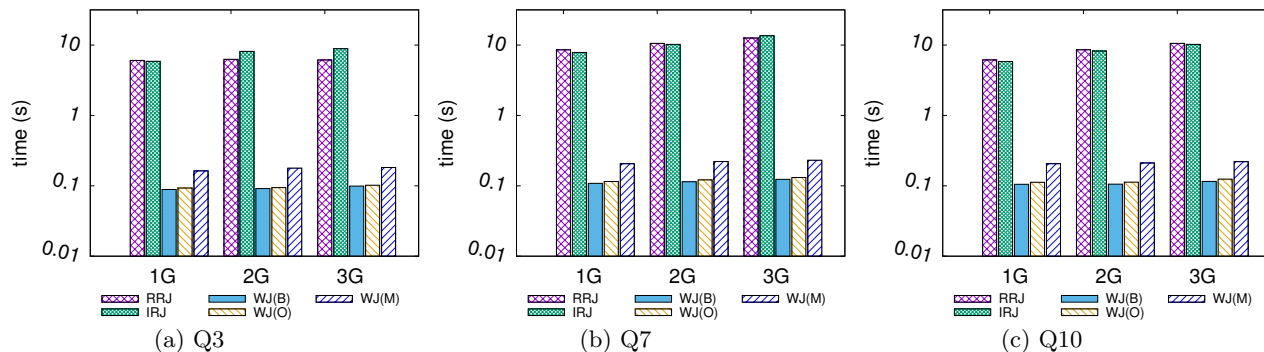 10
1
0.1
0.01
time (s)
1G 2G 3G
RRJ WJ(B) WJ(M)
IRJ WJ(O)
(a) Q3
10
1
0.1
0.01
time (s)
1G 2G 3G
RRJ WJ(B) WJ(M)
IRJ WJ(O)
(b) Q7
10
1
0.1
0.01
time (s)
1G 2G 3G
RRJ WJ(B) WJ(M)
IRJ WJ(O)
(c) Q10